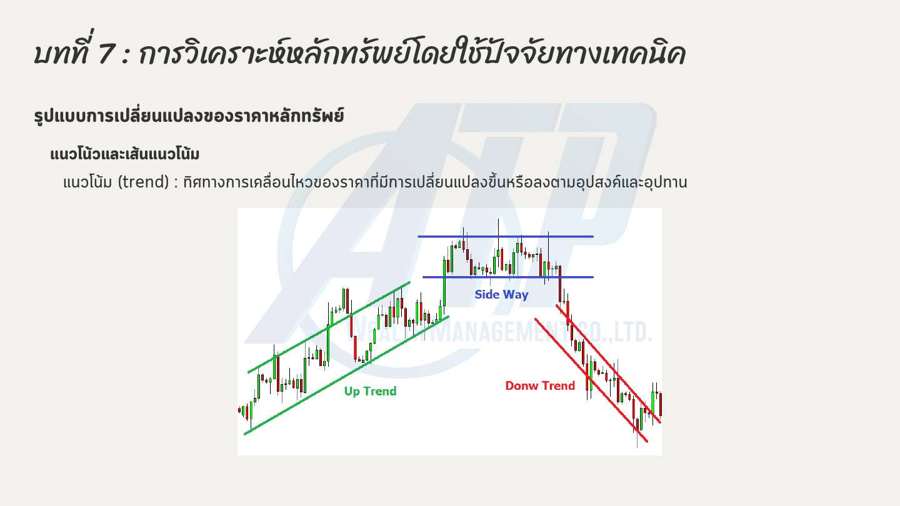 บทที่ 7 : การวิเคราะห์หลักทรัพย์โดยใช้ปัจจัยทางเทคนิค
รูปแบบการเปลี่ยนแปลงของราคาหลักทรัพย์
แนวโน้วและเส้นแนวโน้ม
แนวโน้ม (trend) : ทิศทางการเคลื่อนไหวของราคาที่มีการเปลี่ยนแปลงขึ้นหรือลงตามอุปสงค์และอุปทาน
ATP
MANAGEMENT CO.,LTD.
Side Way
Up Trend
Donw Trend